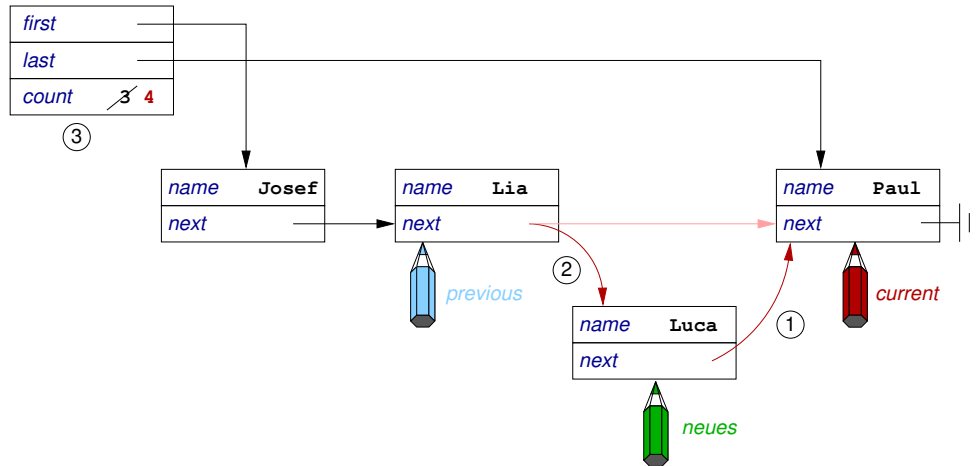 first
last
count 3 4
3
name Josef
next
name Lia
next
name Paul
next
2
previous
current
name Luca
next
1
neues